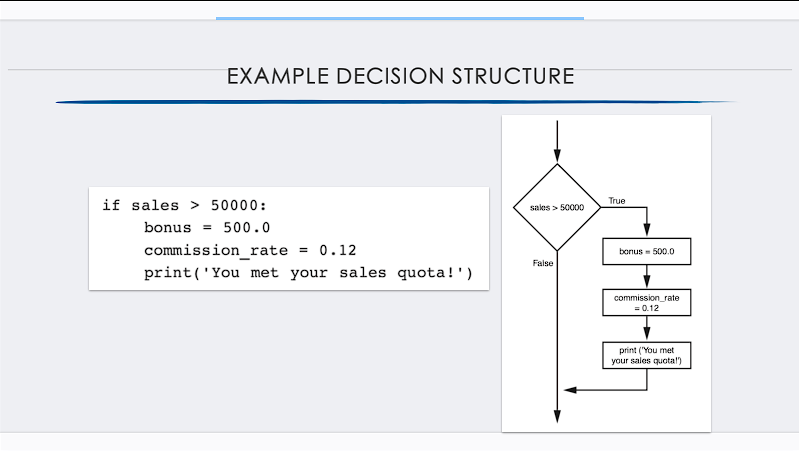 EXAMPLE DECISION STRUCTURE
if sales > 50000:
bonus = 500.0
commission_rate = 0.12
print('You met your sales quota!')
sales > 50000
True
False
bonus = 500.0
commission_rate
= 0.12
print ('You met
your sales quota!')